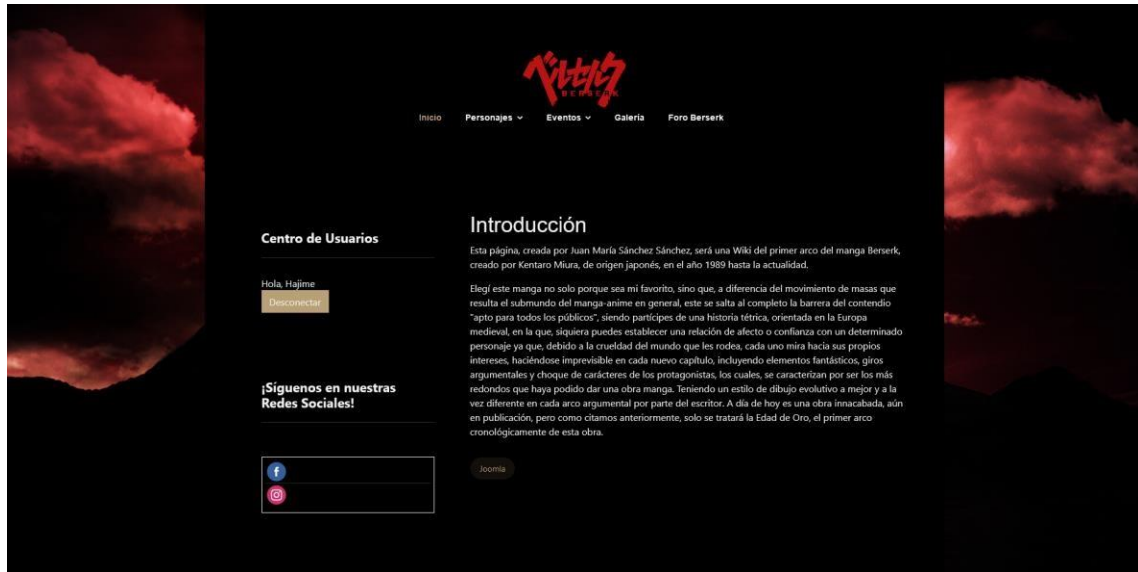 ベルセルク
BERSERK
Inicio Personajes Eventos Galería Foro Berserk
Centro de Usuarios
Hola, Hajime
Desconectar
¡Síguenos en nuestras
Redes Sociales!
Introducción
Esta página, creada por Juan María Sánchez Sánchez, será una Wiki del primer arco del manga Berserk,
creado por Kentaro Miura, de origen japonés, en el año 1989 hasta la actualidad.
Elegí este manga no solo porque sea mi favorito, sino que, a diferencia del movimiento de masas que
resulta el submundo del manga-anime en general, este se salta al completo la barrera del contendio
"apto para todos los públicos", siendo partícipes de una historia tétrica, orientada en la Europa
medieval, en la que, siquiera puedes establecer una relación de afecto o confianza con un determinado
personaje ya que, debido a la crueldad del mundo que les rodea, cada uno mira hacia sus propios
intereses, haciéndose imprevisible en cada nuevo capítulo, incluyendo elementos fantásticos, giros
argumentales y choque de carácteres de los protagonistas, los cuales, se caracterizan por ser los más
redondos que haya podido dar una obra manga. Teniendo un estilo de dibujo evolutivo a mejor y a la
vez diferente en cada arco argumental por parte del escritor. A día de hoy es una obra innacabada, aún
en publicación, pero como citamos anteriormente, solo se tratará la Edad de Oro, el primer arco
cronológicamente de esta obra.
Joomla